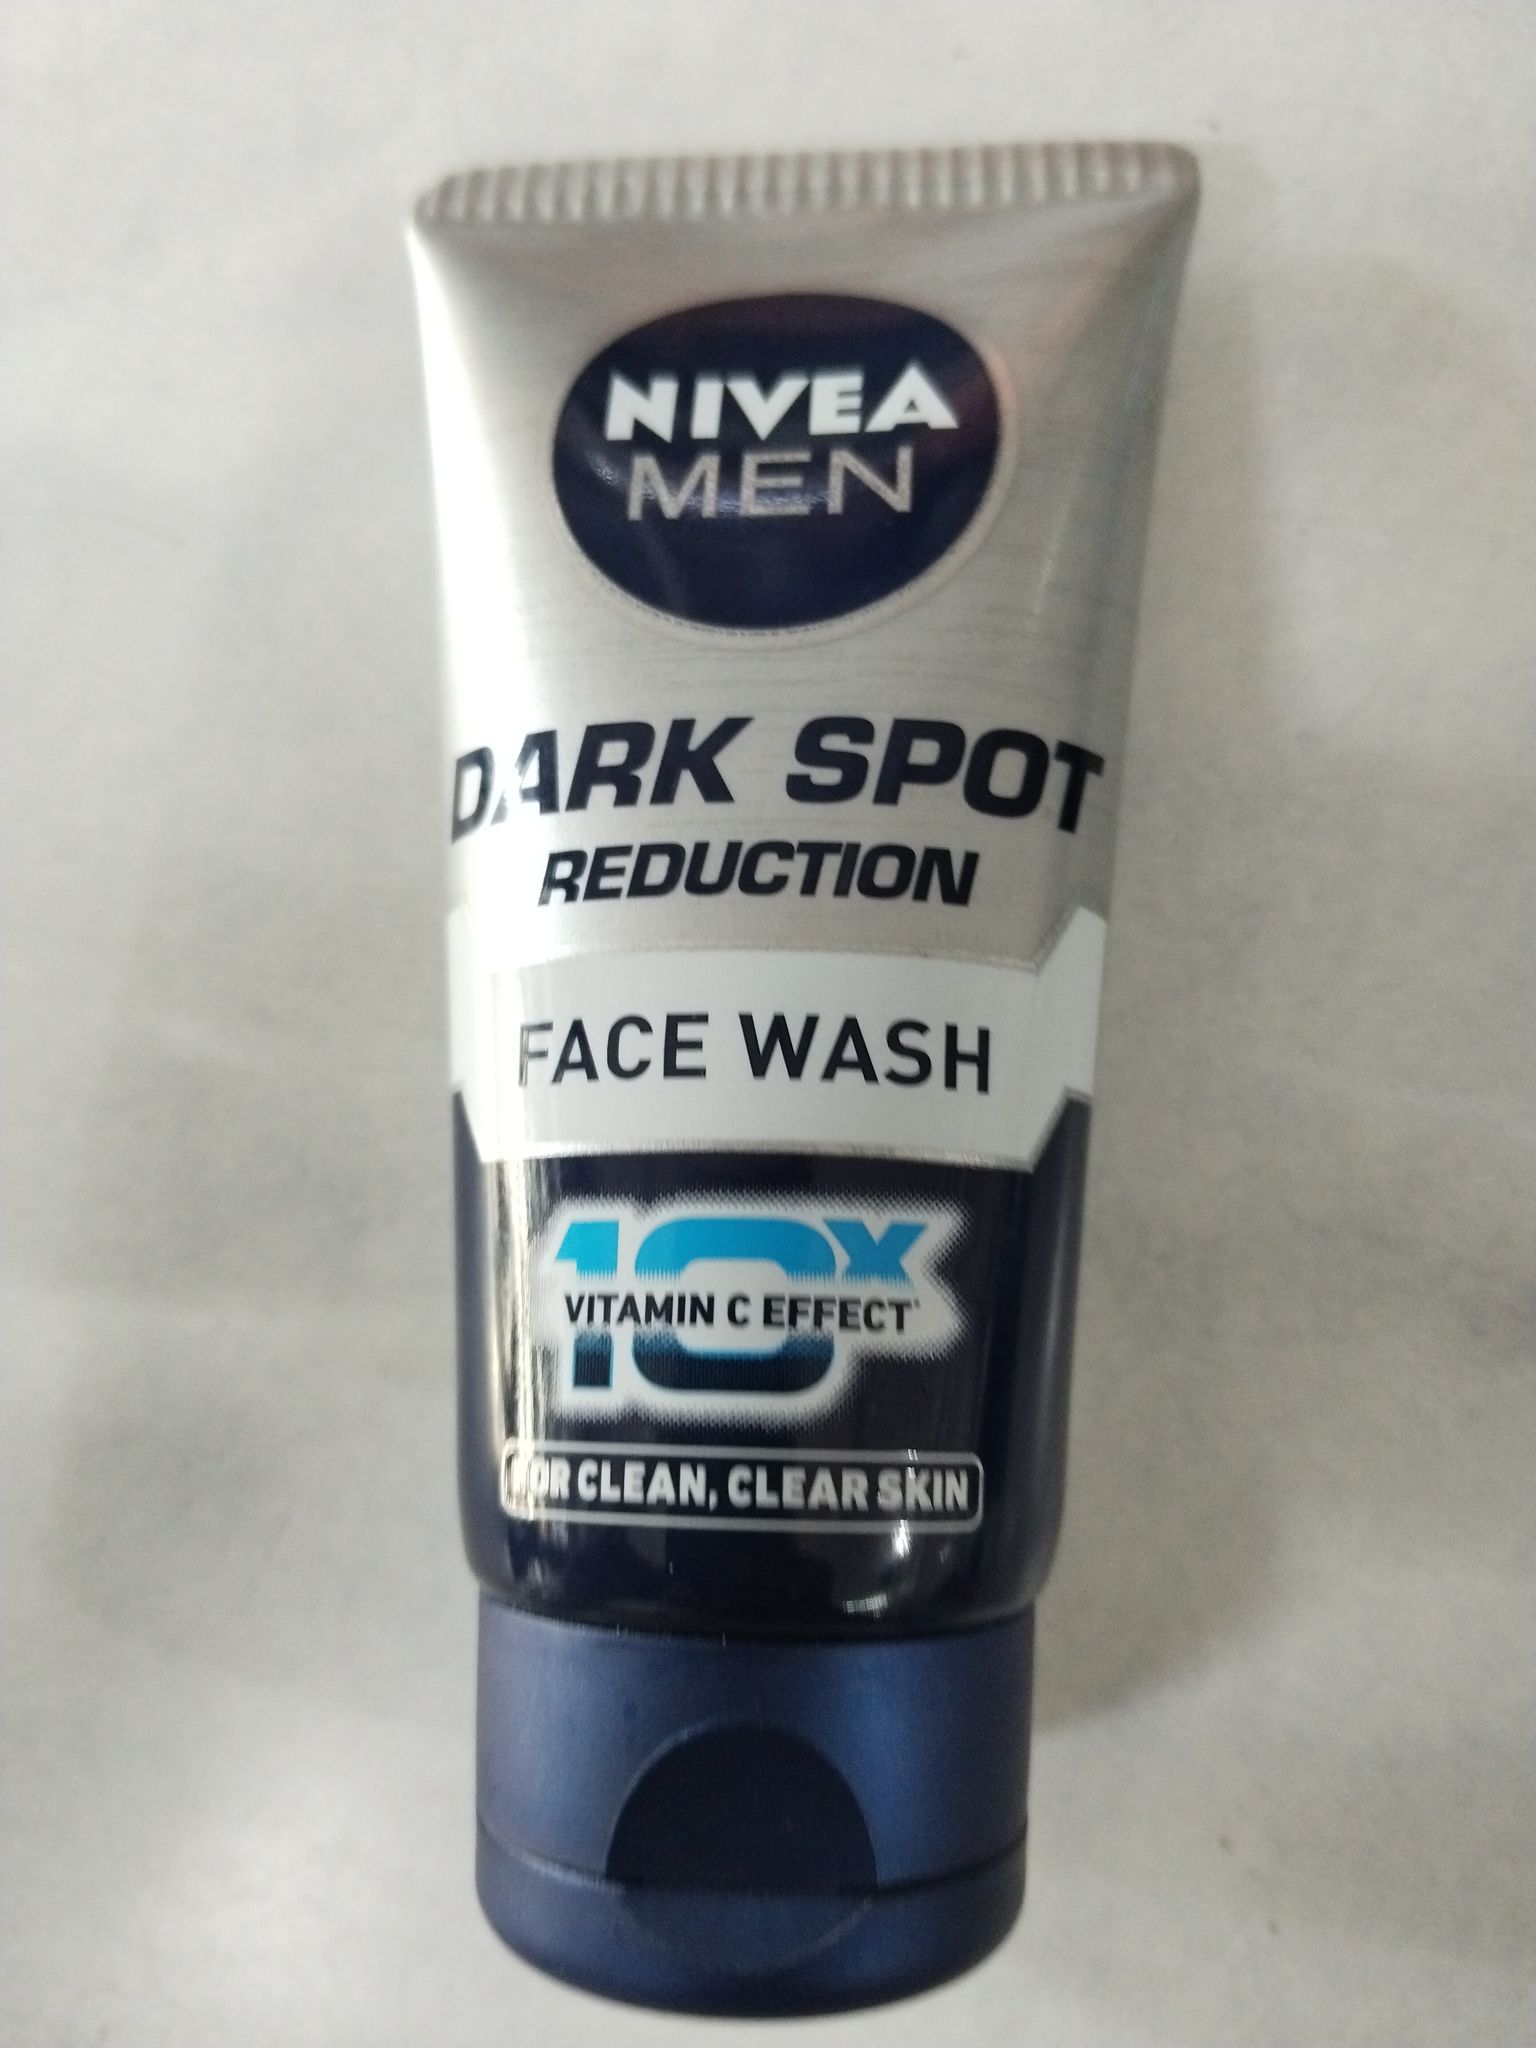 NIVEA
MEN
DARK SPOT
REDUCTION
FACE WASH
10X
VITAMIN C EFFECT*
FOR CLEAN, CLEAR SKIN